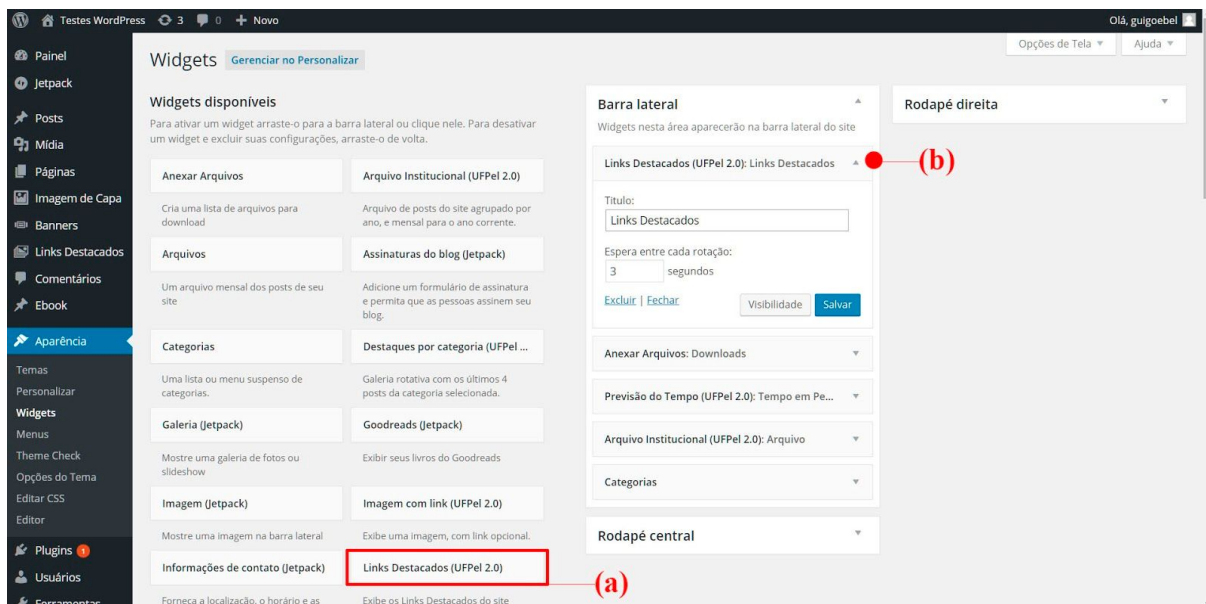 Testes WordPress 3 0 + Novo Olá, guigoebel
Painel
Jetpack
Posts
Mídia
Páginas
Imagem de Capa
Banners
Links Destacados
Comentários
Ebook
Aparência
Temas
Personalizar
Widgets
Menus
Theme Check
Opções do Tema
Editar CSS
Editor
Plugins 1
Usuários
Ferramentas
Opções de Tela Ajuda
Widgets Gerenciar no Personalizar
Widgets disponíveis
Para ativar um widget arraste-o para a barra lateral ou clique nele. Para desativar
um widget e excluir suas configurações, arraste-o de volta.
Anexar Arquivos
Cria uma lista de arquivos para
download
Arquivo Institucional (UFPel 2.0)
Arquivo de posts do site agrupado por
ano, e mensal para o ano corrente.
Arquivos
Um arquivo mensal dos posts de seu
site
Assinaturas do blog (Jetpack)
Adicione um formulário de assinatura
e permita que as pessoas assinem seu
blog.
Categorias
Uma lista ou menu suspenso de
categorias.
Destaques por categoria (UFPel ...
Galeria rotativa com os últimos 4
posts da categoria selecionada.
Galeria (Jetpack)
Mostre uma galeria de fotos ou
slideshow
Goodreads (Jetpack)
Exibir seus livros do Goodreads
Imagem (Jetpack)
Mostre uma imagem na barra lateral
Imagem com link (UFPel 2.0)
Exibe uma imagem, com link opcional.
Informações de contato (Jetpack)
Forneça a localização, o horário e as
Links Destacados (UFPel 2.0)
Exibe os Links Destacados do site
(a)
Barra lateral
Widgets nesta área aparecerão na barra lateral do site
Links Destacados (UFPel 2.0): Links Destacados
(b)
Titulo:
Links Destacados
Espera entre cada rotação:
3 segundos
Excluir | Fechar Visibilidade Salvar
Anexar Arquivos: Downloads
Previsão do Tempo (UFPel 2.0): Tempo em Pe...
Arquivo Institucional (UFPel 2.0): Arquivo
Categorias
Rodapé central
Rodapé direita